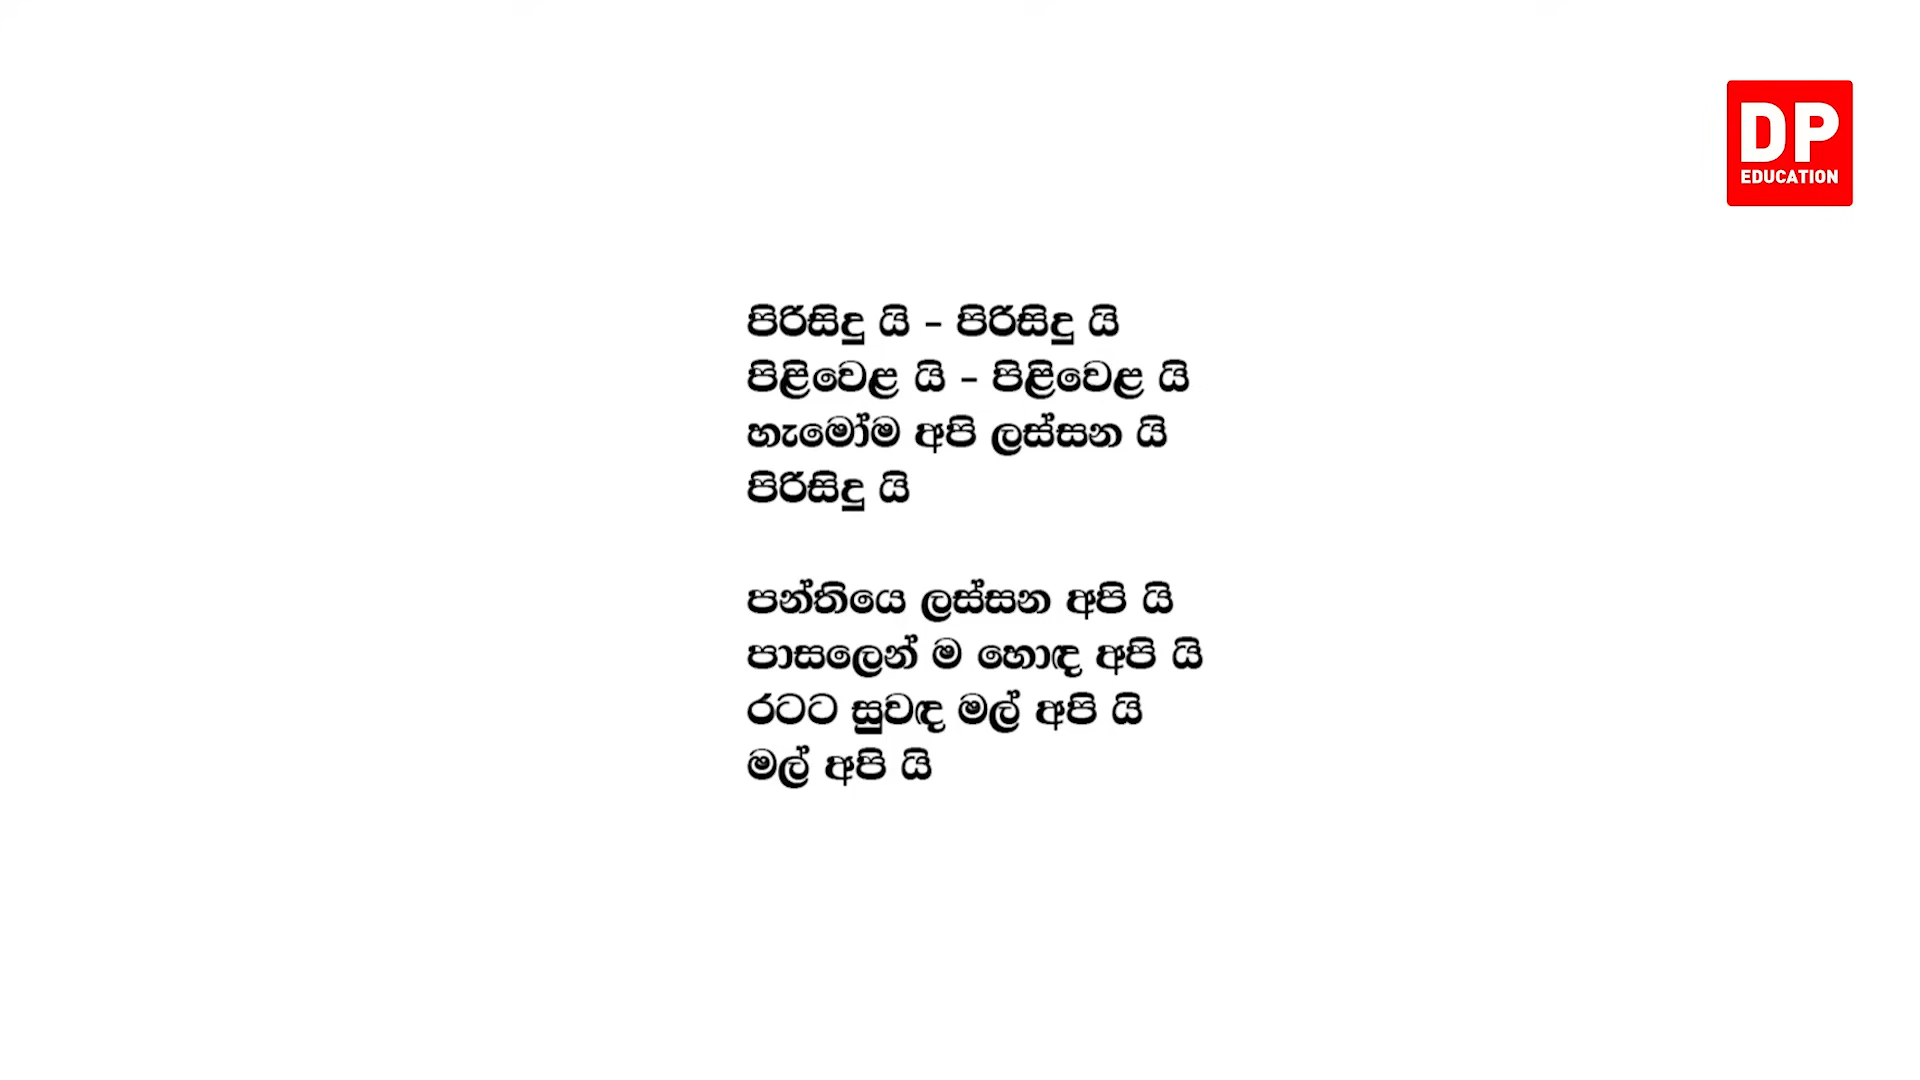 DP
EDUCATION
පිරිසිදු යි - පිරිසිදු යි
පිළිවෙළ යි - පිළිවෙළ යි
හැමෝම අපි ලස්සන යි
පිරිසිදු යි
පන්තියෙ ලස්සන අපි යි
පාසලෙන් ම හොඳ අපි යි
රටට සුවඳ මල් අපි යි
මල් අපි යි